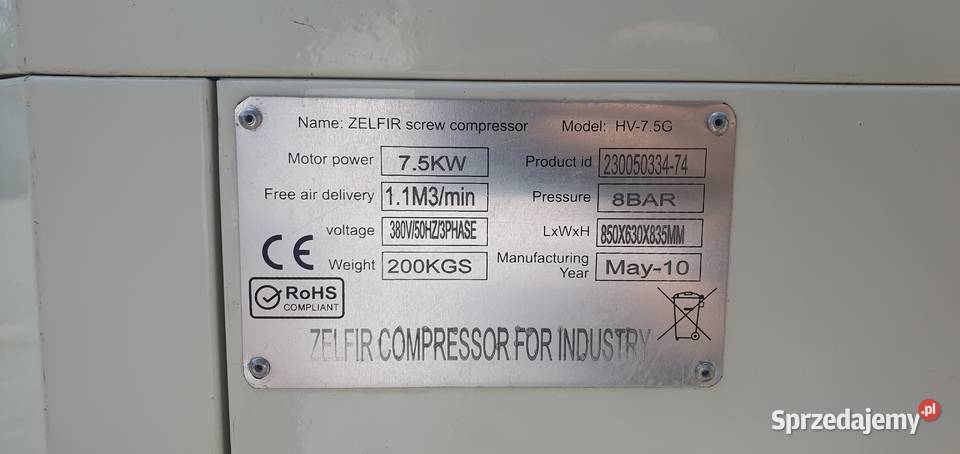 Name: ZELFIR screw compressor Model: HV-7.5G
Motor power 7.5KW Product id 230050334-74
Free air delivery 1.1M3/min Pressure 8BAR
voltage 380V/50HZ/3PHASE LxWxH 850X630X835MM
CE Weight 200KGS Manufacturing Year May-10
RoHS
COMPLIANT
ZELFIR COMPRESSOR FOR INDUSTRY
Sprzedajemy.pl